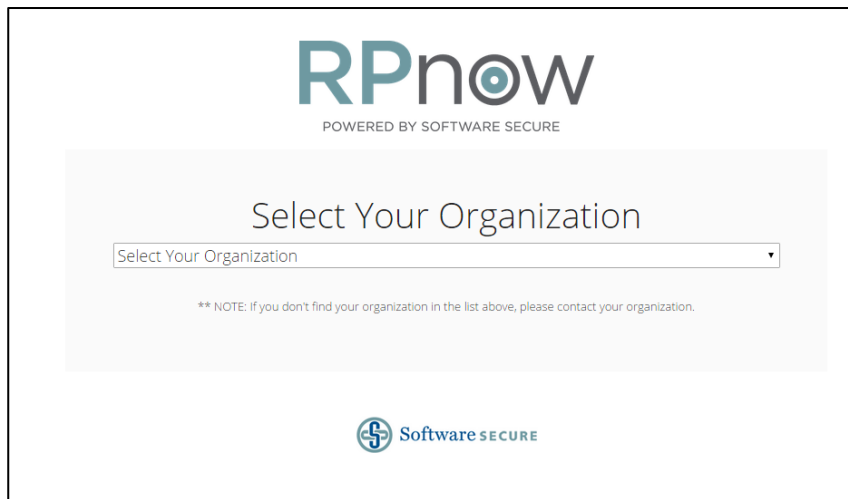 RPnow
POWERED BY SOFTWARE SECURE
Select Your Organization
Select Your Organization
** NOTE: If you don't find your organization in the list above, please contact your organization.
S Software SECURE